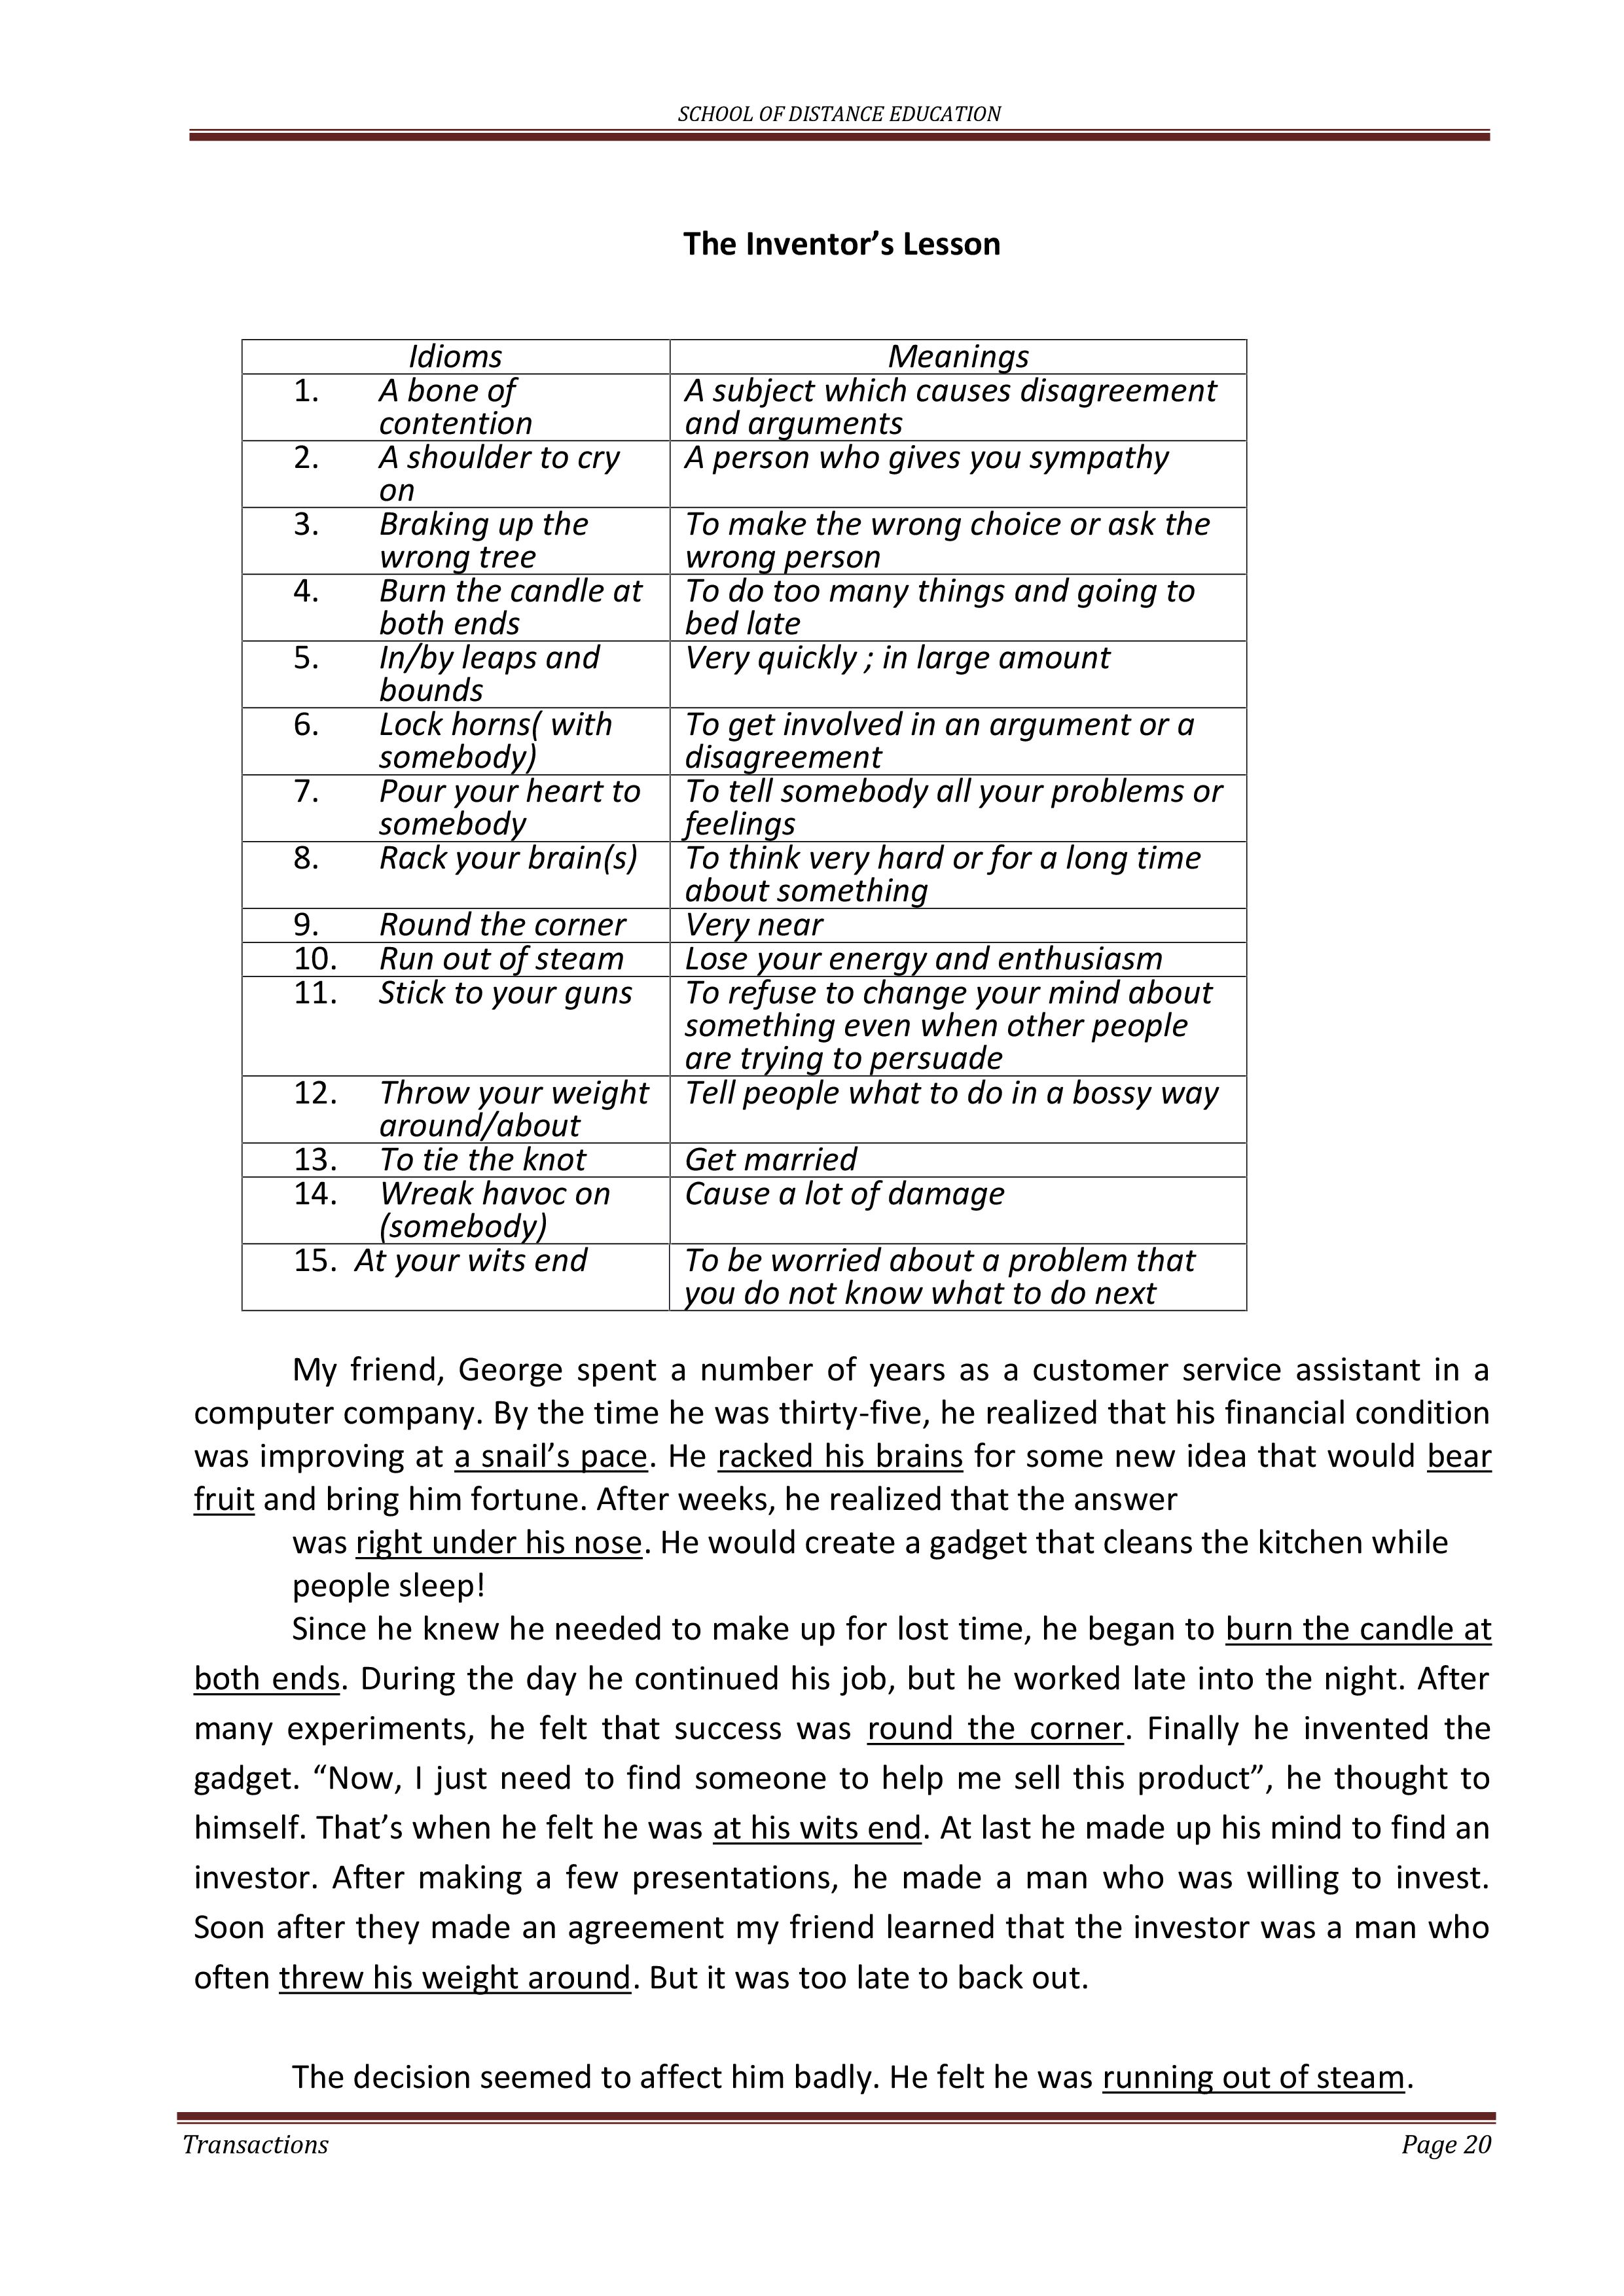 SCHOOL OF DISTANCE EDUCATION
The Inventor’s Lesson
Idioms Meanings
1. A bone of A subject which causes disagreement
contention and arguments
2. A shoulder to cry A person who gives you sympathy
on
3. Braking up the To make the wrong choice or ask the
wrong tree wrong person
4. Burn the candle at To do too many things and going to
both ends bed late
5. In/by leaps and Very quickly ; in large amount
bounds
6. Lock horns( with To get involved in an argument or a
somebody) disagreement
7. Pour your heart to To tell somebody all your problems or
somebody feelings
8. Rack your brain(s) To think very hard or for a long time
about something
9. Round the corner Very near
10. Run out of steam Lose your energy and enthusiasm
11. Stick to your guns To refuse to change your mind about
something even when other people
are trying to persuade
12. Throw your weight Tell people what to do in a bossy way
around/about
13. To tie the knot Get married
14. Wreak havoc on Cause a lot of damage
(somebody)
15. At your wits end To be worried about a problem that
you do not know what to do next
My friend, George spent a number of years as a customer service assistant in a
computer company. By the time he was thirty-five, he realized that his financial condition
was improving at a snail’s pace. He racked his brains for some new idea that would bear
fruit and bring him fortune. After weeks, he realized that the answer
was right under his nose. He would create a gadget that cleans the kitchen while
people sleep!
Since he knew he needed to make up for lost time, he began to burn the candle at
both ends. During the day he continued his job, but he worked late into the night. After
many experiments, he felt that success was round the corner. Finally he invented the
gadget. “Now, I just need to find someone to help me sell this product”, he thought to
himself. That’s when he felt he was at his wits end. At last he made up his mind to find an
investor. After making a few presentations, he made a man who was willing to invest.
Soon after they made an agreement my friend learned that the investor was a man who
often threw his weight around. But it was too late to back out.
The decision seemed to affect him badly. He felt he was running out of steam.
Transactions Page 20